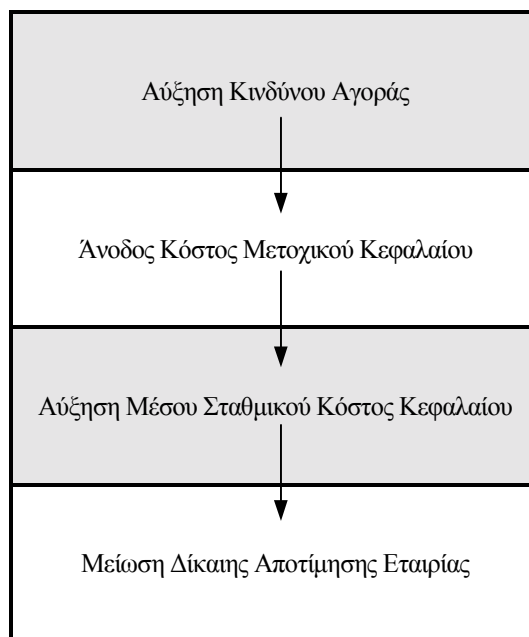 Αύξηση Κινδύνου Αγοράς
Άνοδος Κόστος Μετοχικού Κεφαλαίου
Αύξηση Μέσου Σταθμικού Κόστος Κεφαλαίου
Μείωση Δίκαιης Αποτίμησης Εταιρίας